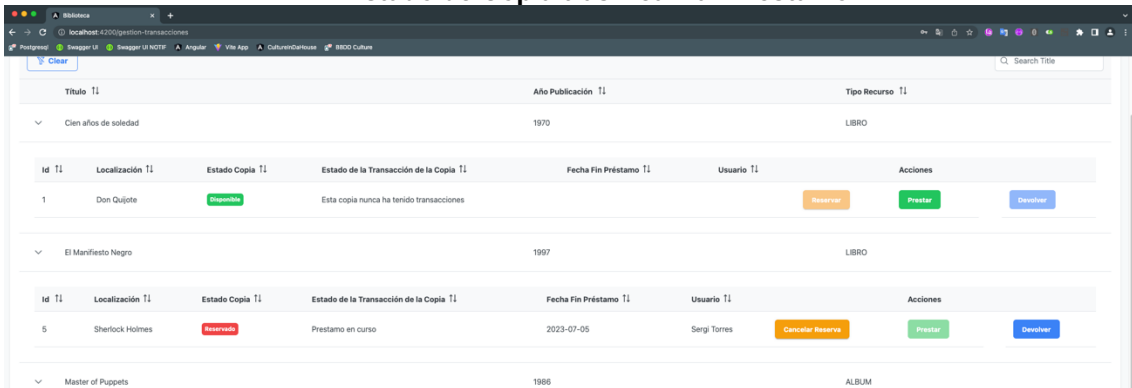 Biblioteca
localhost:4200/gestion-transacciones
Postgresql Swagger UI Swagger UI NOTIF Angular Vite App CultureInDaHouse BBDD Culture
Clear Search Title
Título Año Publicación Tipo Recurso
Cien años de soledad 1970 LIBRO
Id Localización Estado Copia Estado de la Transacción de la Copia Fecha Fin Préstamo Usuario Acciones
1 Don Quijote Disponible Esta copia nunca ha tenido transacciones Reservar Prestar Devolver
El Manifiesto Negro 1997 LIBRO
Id Localización Estado Copia Estado de la Transacción de la Copia Fecha Fin Préstamo Usuario Acciones
5 Sherlock Holmes Reservado Prestamo en curso 2023-07-05 Sergi Torres Cancelar Reserva Prestar Devolver
Master of Puppets 1986 ALBUM